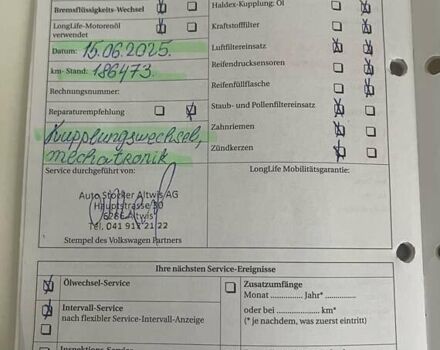 Bremsflüssigkeits-Wechsel
LongLife-Motorenöl
verwendet
Datum: 15.06.2025.
km-Stand: 186473.
Rechnungsnummer:
Reparaturempfehlung
Kupplungswechsel,
mechatronik
Service durchgeführt von:
Auto Stocker Altwis AG
Hauptstrasse 30
6286 Altwis
Tel. 041 917 21 22
Stempel des Volkswagen Partners
Haldex-Kupplung: Öl
Kraftstofffilter
Luftfiltereinsatz
Reifendrucksensoren
Reifenfüllflasche
Staub- und Pollenfiltereinsatz
Zahnriemen
Zündkerzen
LongLife Mobilitätsgarantie:
Ihre nächsten Service-Ereignisse
Ölwechsel-Service
Intervall-Service
nach flexibler Service-Intervall-Anzeige
Inspektions-Service
Zusatzumfänge
Monat .............. Jahr* ..............
oder bei .............. km*
(* je nachdem, was zuerst eintritt)